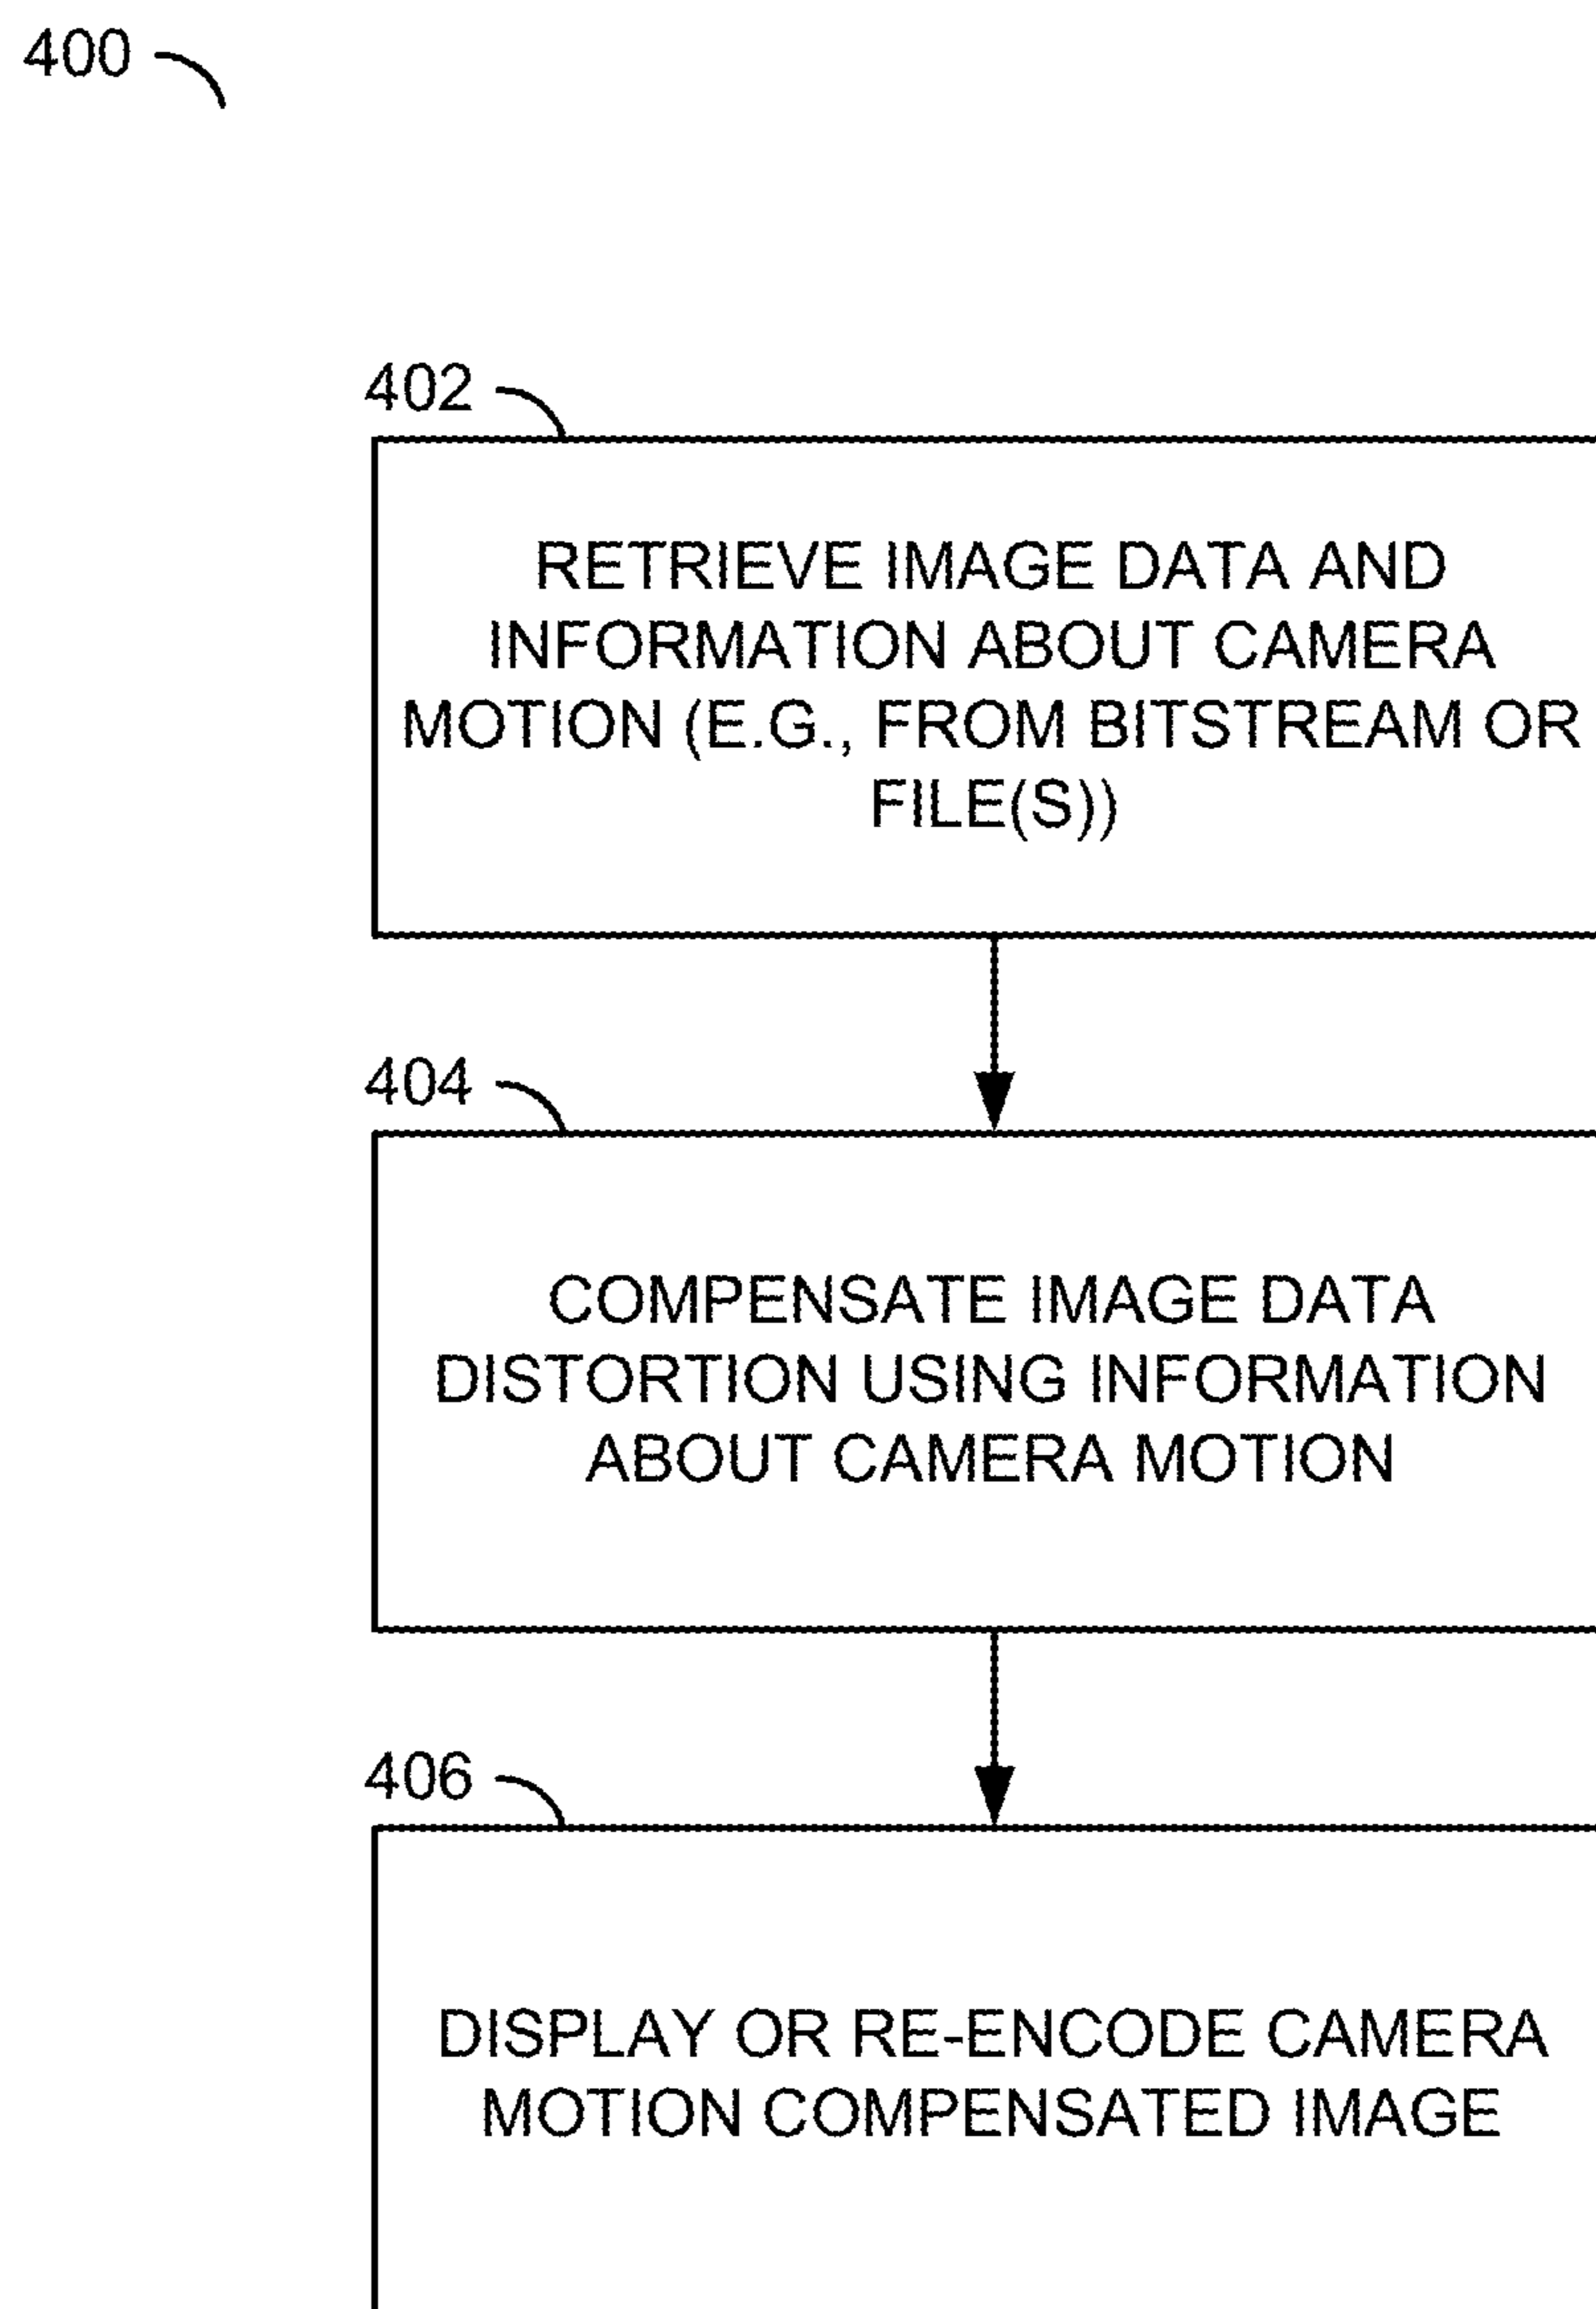 400
402
RETRIEVE IMAGE DATA AND
INFORMATION ABOUT CAMERA
MOTION (E.G., FROM BITSTREAM OR
FILE(S))
404
COMPENSATE IMAGE DATA
DISTORTION USING INFORMATION
ABOUT CAMERA MOTION
406
DISPLAY OR RE-ENCODE CAMERA
MOTION COMPENSATED IMAGE